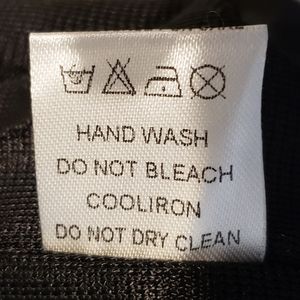 HAND WASH
DO NOT BLEACH
COOLIRON
DO NOT DRY CLEAN